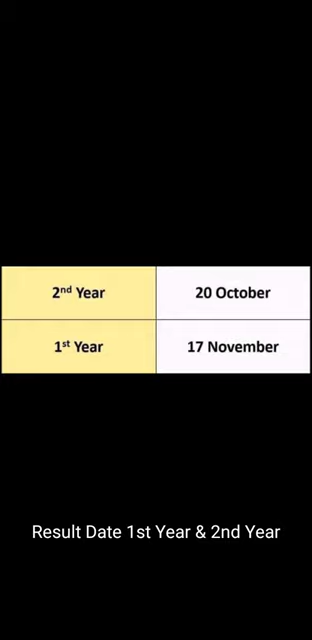 2nd Year 20 October
1st Year 17 November
Result Date 1st Year & 2nd Year